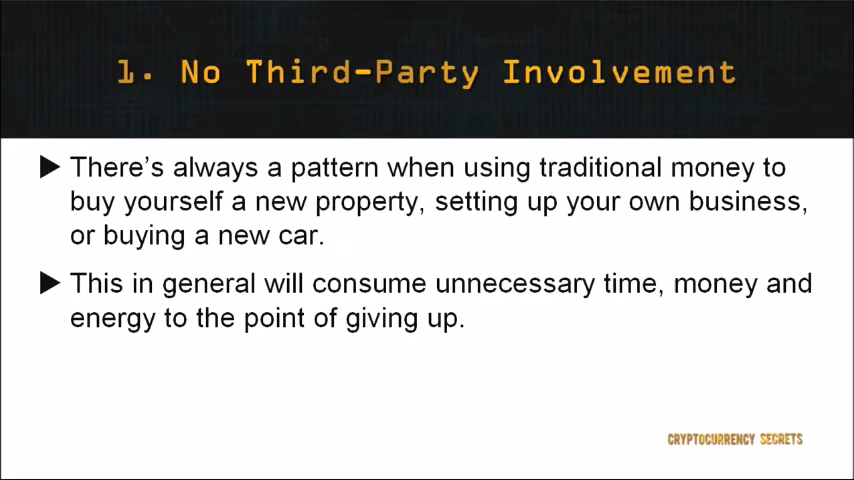 1. No Third-Party Involvement
There’s always a pattern when using traditional money to
buy yourself a new property, setting up your own business,
or buying a new car.
This in general will consume unnecessary time, money and
energy to the point of giving up.
CRYPTOCURRENCY SECRETS